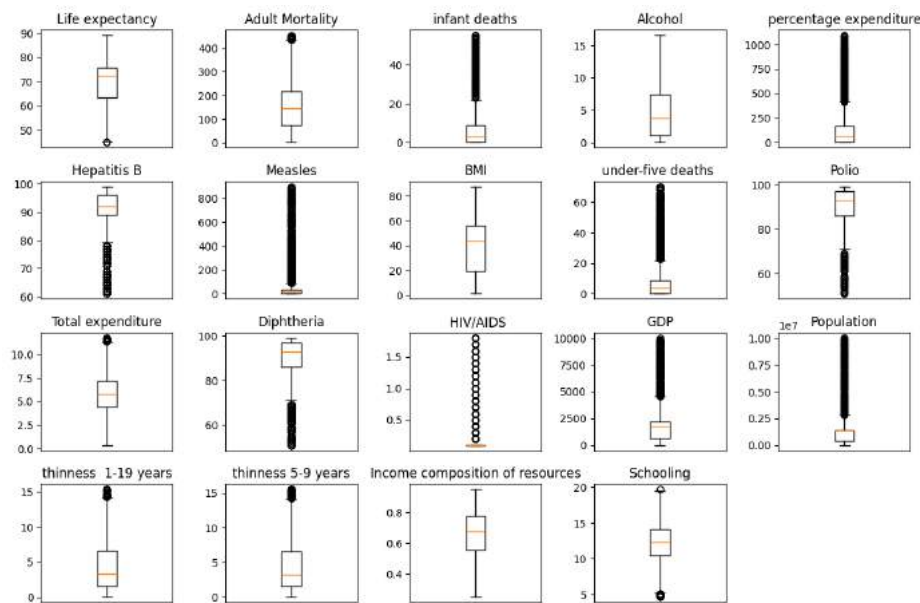 Life expectancy Adult Mortality infant deaths Alcohol percentage expenditure
90 80 70 60 50
400 300 200 100 0
40 20 0
15 10 5 0
1000 750 500 250 0
Hepatitis B Measles BMI under-five deaths Polio
100 90 80 70 60
800 600 400 200 0
80 60 40 20 0
60 40 20 0
100 80 60
Total expenditure Diphtheria HIV/AIDS GDP Population
10.0 7.5 5.0 2.5 0.0
100 80 60
1.5 1.0 0.5
10000 7500 5000 2500 0
1e7
1.00 0.75 0.50 0.25 0.00
thinness 1-19 years thinness 5-9 years Income composition of resources Schooling
15 10 5 0
15 10 5 0
0.8 0.6 0.4
20 15 10 5